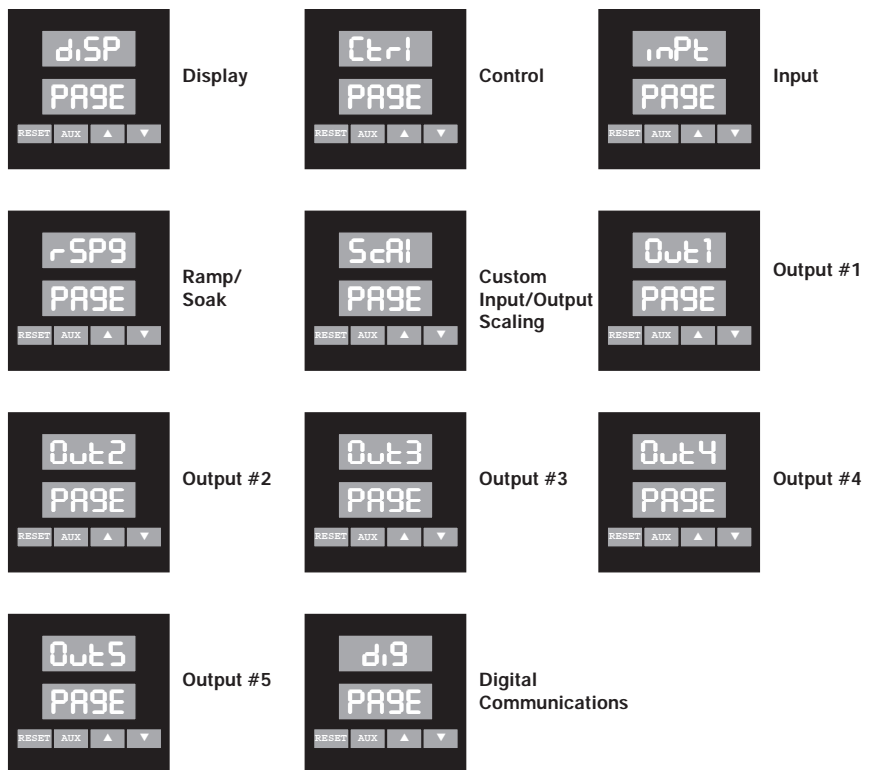 diSP
PAgE
RESET AUX ▲ ▼
Display
Ctrl
PAgE
RESET AUX ▲ ▼
Control
inPt
PAgE
RESET AUX ▲ ▼
Input
rSPg
PAgE
RESET AUX ▲ ▼
Ramp/
Soak
ScAl
PAgE
RESET AUX ▲ ▼
Custom
Input/Output
Scaling
Out1
PAgE
RESET AUX ▲ ▼
Output #1
Out2
PAgE
RESET AUX ▲ ▼
Output #2
Out3
PAgE
RESET AUX ▲ ▼
Output #3
Out4
PAgE
RESET AUX ▲ ▼
Output #4
Out5
PAgE
RESET AUX ▲ ▼
Output #5
dig
PAgE
RESET AUX ▲ ▼
Digital
Communications